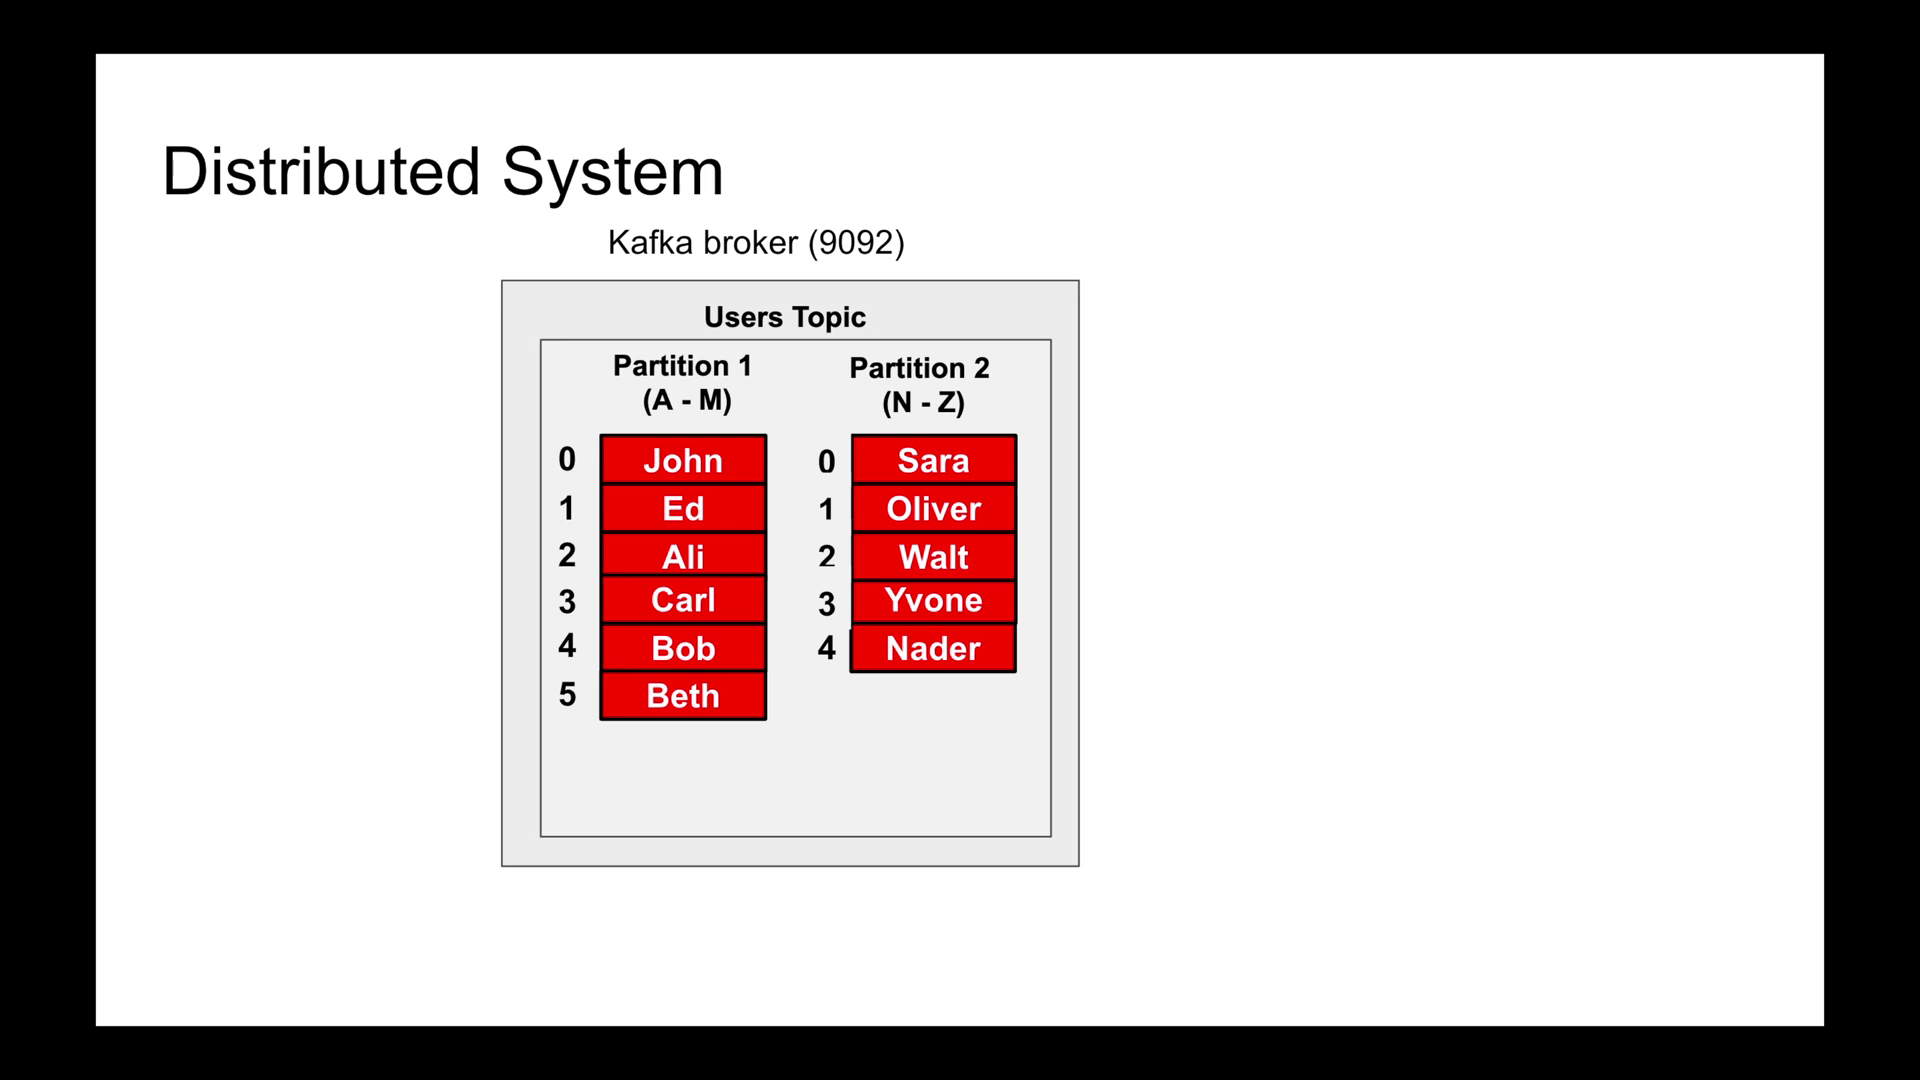 Distributed System
Kafka broker (9092)
Users Topic
Partition 1
(A - M)
0 John
1 Ed
2 Ali
3 Carl
4 Bob
5 Beth
Partition 2
(N - Z)
0 Sara
1 Oliver
2 Walt
3 Yvone
4 Nader